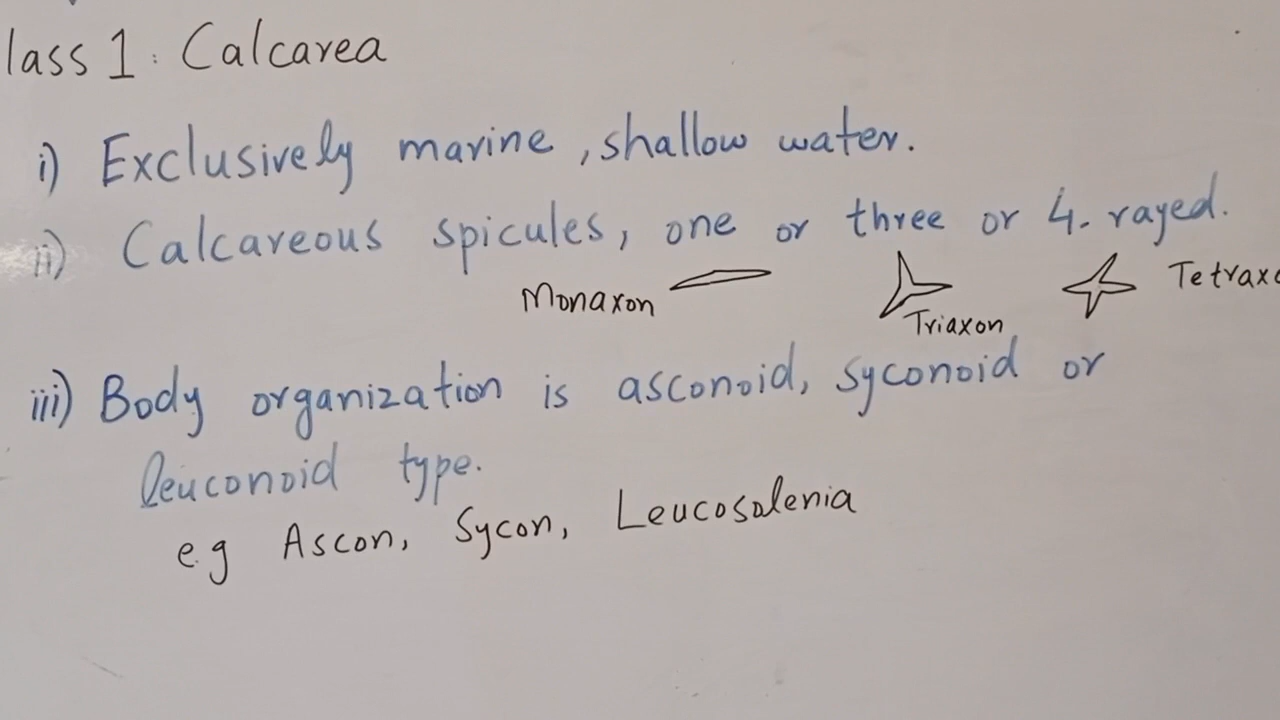 lass 1: Calcarea
i) Exclusively marine, shallow water.
ii) Calcareous spicules, one or three or 4. rayed.
Monaxon Triaxon Tetraxo
iii) Body organization is asconoid, syconoid or
leuconoid type.
e.g Ascon, Sycon, Leucosolenia